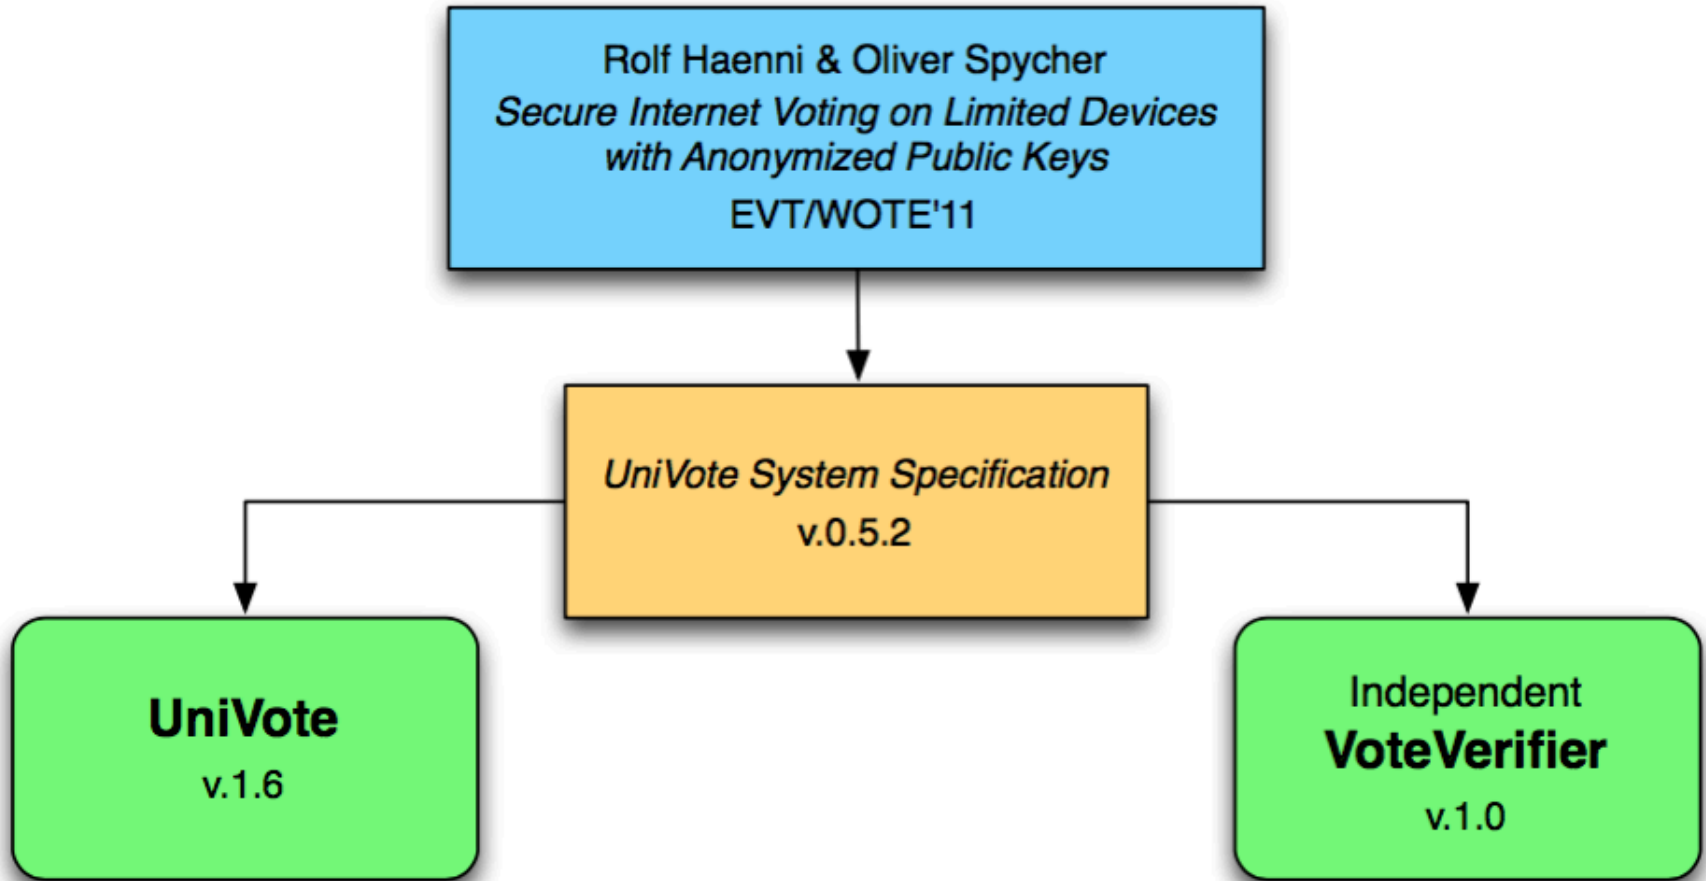 Rolf Haenni & Oliver Spycher
Secure Internet Voting on Limited Devices
with Anonymized Public Keys
EVT/WOTE'11
UniVote System Specification
v.0.5.2
UniVote
v.1.6
Independent
VoteVerifier
v.1.0